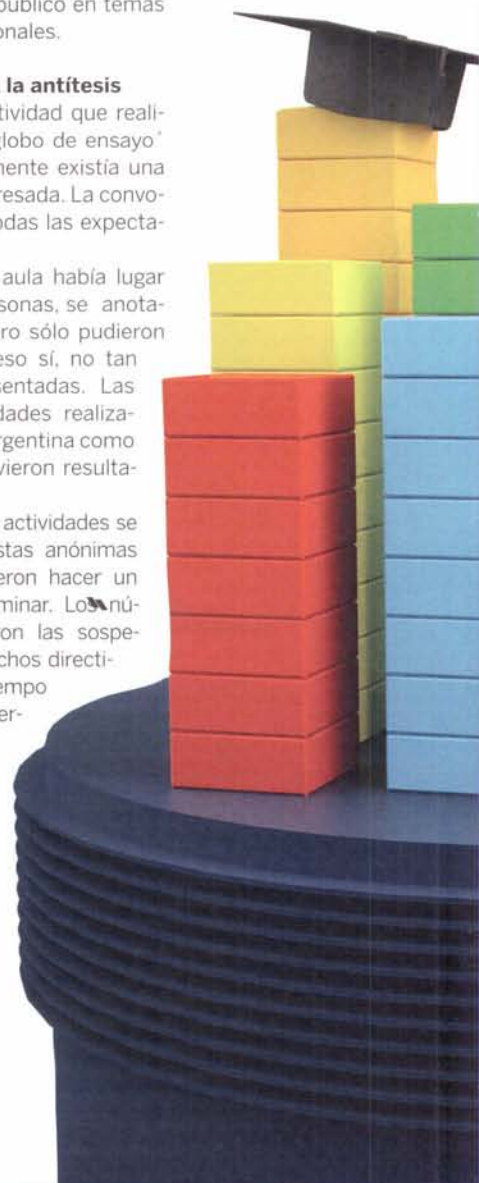 público en temas
onales.
la antítesis
tividad que reali-
globo de ensayo´
mente existía una
resada. La convo-
odas las expecta-
aula había lugar
sonas, se anota-
ro sólo pudieron
eso sí, no tan
sentadas. Las
dades realiza-
rgentina como
vieron resulta-
actividades se
stas anónimas
eron hacer un
minar. Los nú-
on las sospe-
chos directi-
empo
er-